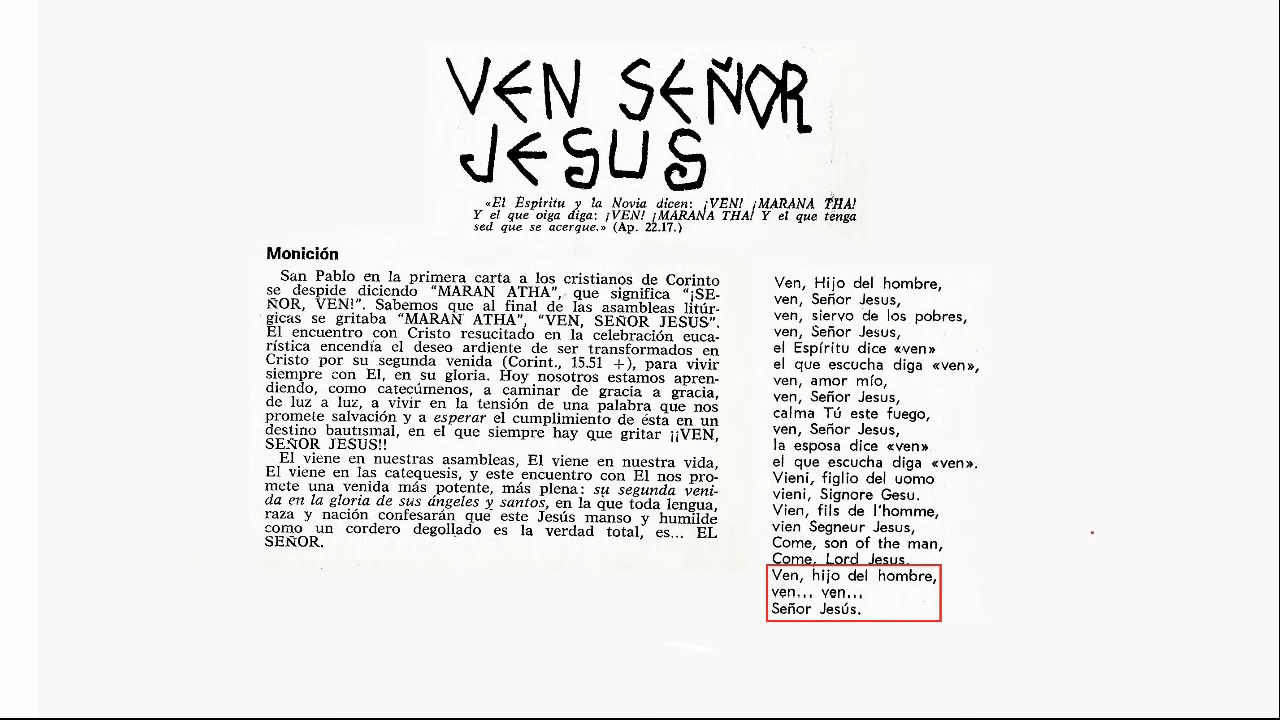 VEN SEÑOR
JESUS
«El Espíritu y la Novia dicen: ¡VEN! ¡MARANA THA!
Y el que oiga diga: ¡VEN! ¡MARANA THA! Y el que tenga
sed que se acerque.» (Ap. 22.17.)
Monición
San Pablo en la primera carta a los cristianos de Corinto
se despide diciendo “MARAN ATHA”, que significa “¡SE-
ÑOR, VEN!”. Sabemos que al final de las asambleas litúr-
gicas se gritaba “MARAN ATHA”, “VEN, SEÑOR JESUS”.
El encuentro con Cristo resucitado en la celebración euca-
rística encendía el deseo ardiente de ser transformados en
Cristo por su segunda venida (Corint., 15.51 +), para vivir
siempre con El, en su gloria. Hoy nosotros estamos apren-
diendo, como catecúmenos, a caminar de gracia a gracia,
de luz a luz, a vivir en la tensión de una palabra que nos
promete salvación y a esperar el cumplimiento de ésta en un
destino bautismal, en el que siempre hay que gritar ¡¡VEN,
SEÑOR JESUS!!
El viene en nuestras asambleas, El viene en nuestra vida,
El viene en las catequesis, y este encuentro con El nos pro-
mete una venida más potente, más plena: su segunda veni-
da en la gloria de sus ángeles y santos, en la que toda lengua,
raza y nación confesarán que este Jesús manso y humilde
como un cordero degollado es la verdad total, es... EL
SEÑOR.
Ven, Hijo del hombre,
ven, Señor Jesus,
ven, siervo de los pobres,
ven, Señor Jesus,
el Espíritu dice «ven»
el que escucha diga «ven»,
ven, amor mío,
ven, Señor Jesus,
calma Tú este fuego,
ven, Señor Jesus,
la esposa dice «ven»
el que escucha diga «ven».
Vieni, figlio del uomo
vieni, Signore Gesu.
Vien, fils de l'homme,
vien Segneur Jesus,
Come, son of the man,
Come, Lord Jesus.
Ven, hijo del hombre,
ven... ven...
Señor Jesús.